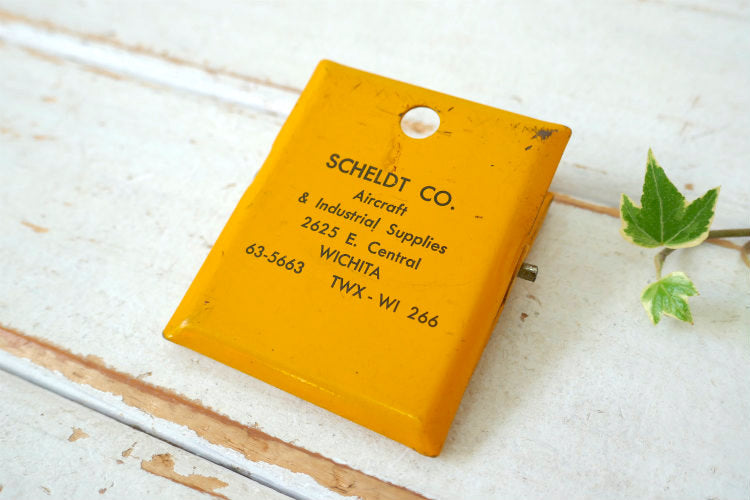 SCHELDT CO.
Aircraft
& Industrial Supplies
2625 E. Central
WICHITA
63-5663 TWX-WI 266